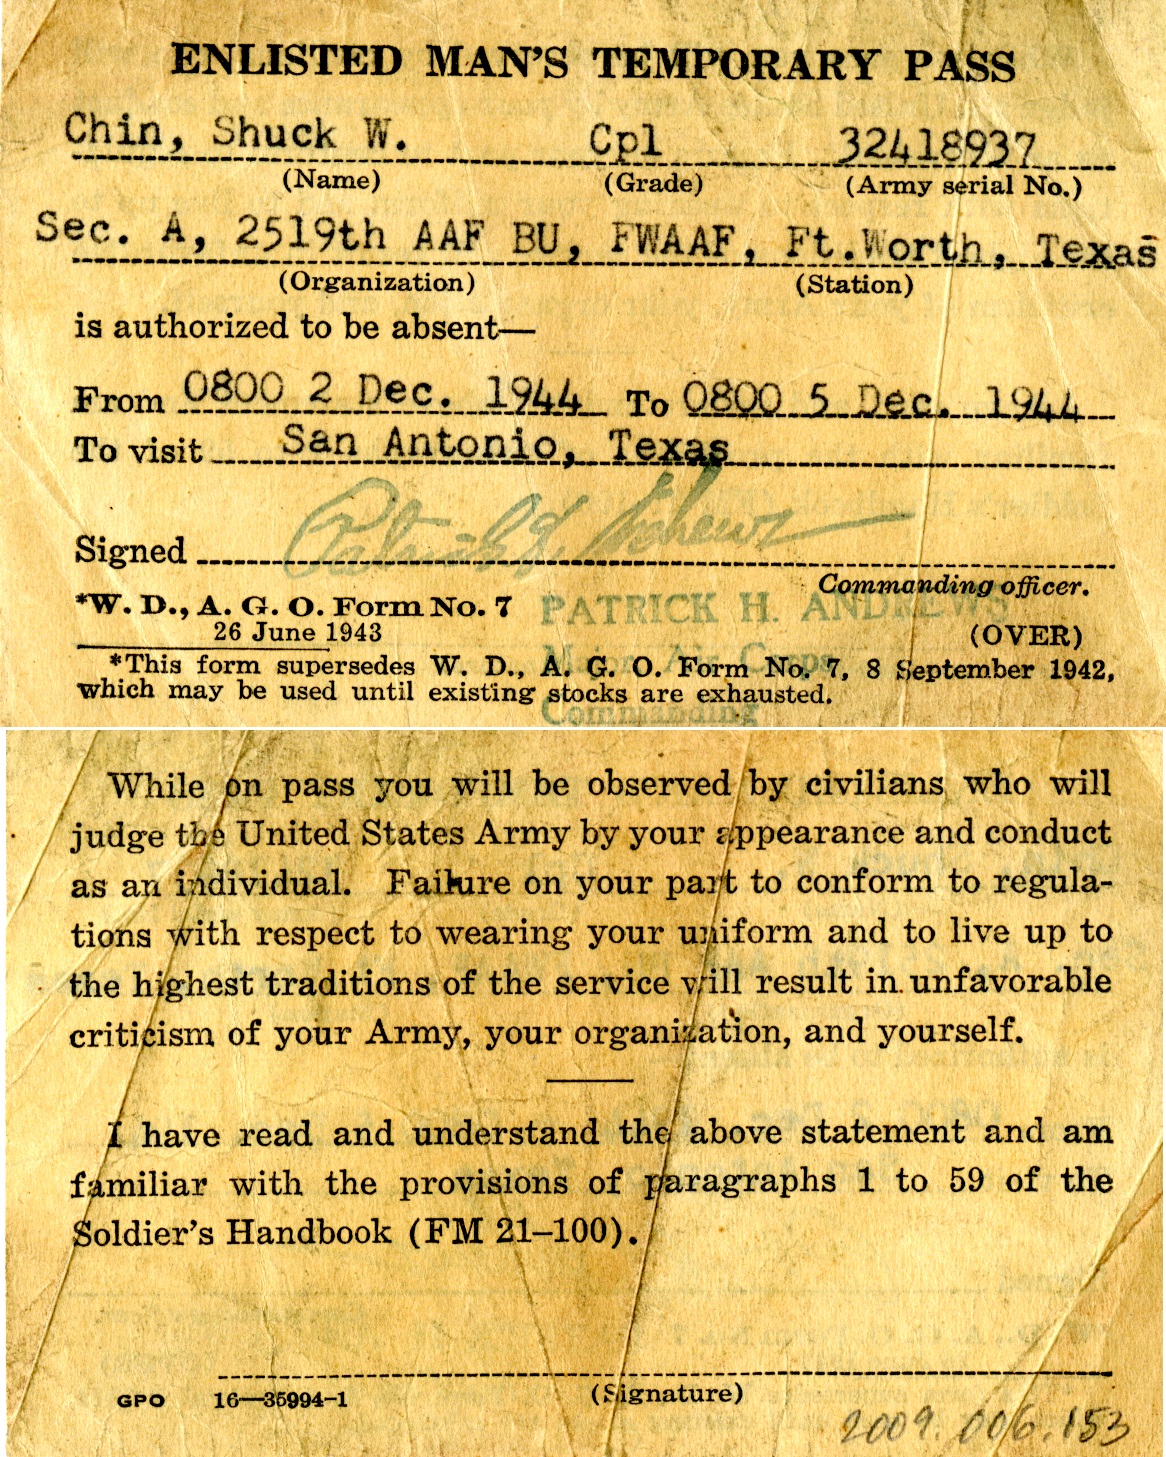 ENLISTED MAN'S TEMPORARY PASS
Chin, Shuck W. Cpl 32418937
(Name) (Grade) (Army serial No.)
Sec. A, 2519th AAF BU, FWAAF, Ft.Worth, Texas
(Organization) (Station)
is authorized to be absent—
From 0800 2 Dec. 1944 To 0800 5 Dec. 1944
To visit San Antonio, Texas
Signed Patrick H. Andrews
Commanding officer.
*W. D., A. G. O. Form No. 7 PATRICK H. ANDREWS
26 June 1943 (OVER)
Major, Air Corps
*This form supersedes W. D., A. G. O. Form No. 7, 8 September 1942,
which may be used until existing stocks are exhausted.
Commanding
While on pass you will be observed by civilians who will
judge the United States Army by your appearance and conduct
as an individual. Failure on your part to conform to regula-
tions with respect to wearing your uniform and to live up to
the highest traditions of the service will result in unfavorable
criticism of your Army, your organization, and yourself.
I have read and understand the above statement and am
familiar with the provisions of paragraphs 1 to 59 of the
Soldier's Handbook (FM 21–100).
(Signature)
GPO 16—35994-1
2009.006.153